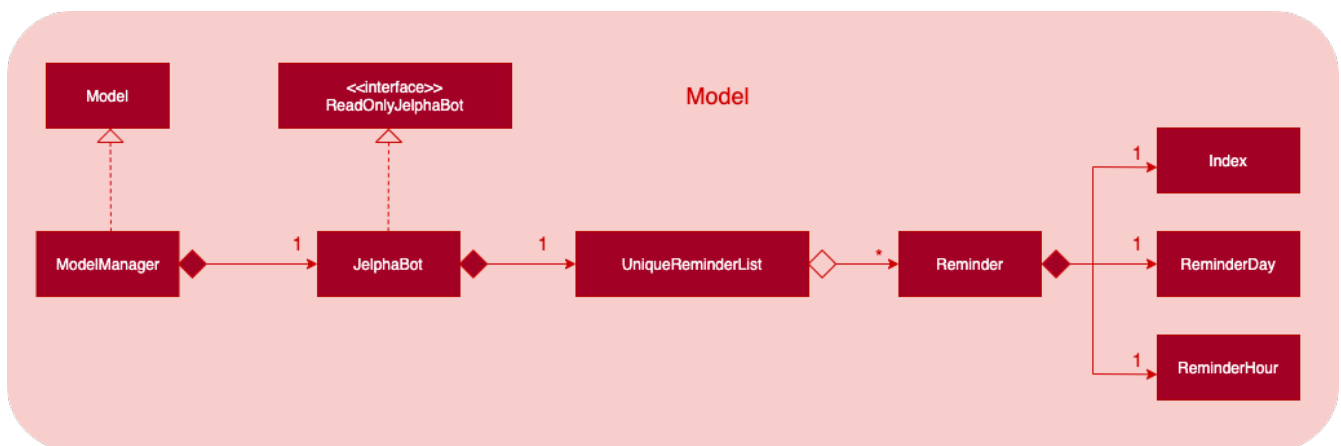 Model
<<interface>>
ReadOnlyJelphaBot
Model
Index
1
ModelManager
1
JelphaBot
1
UniqueReminderList
*
Reminder
1
ReminderDay
1
ReminderHour